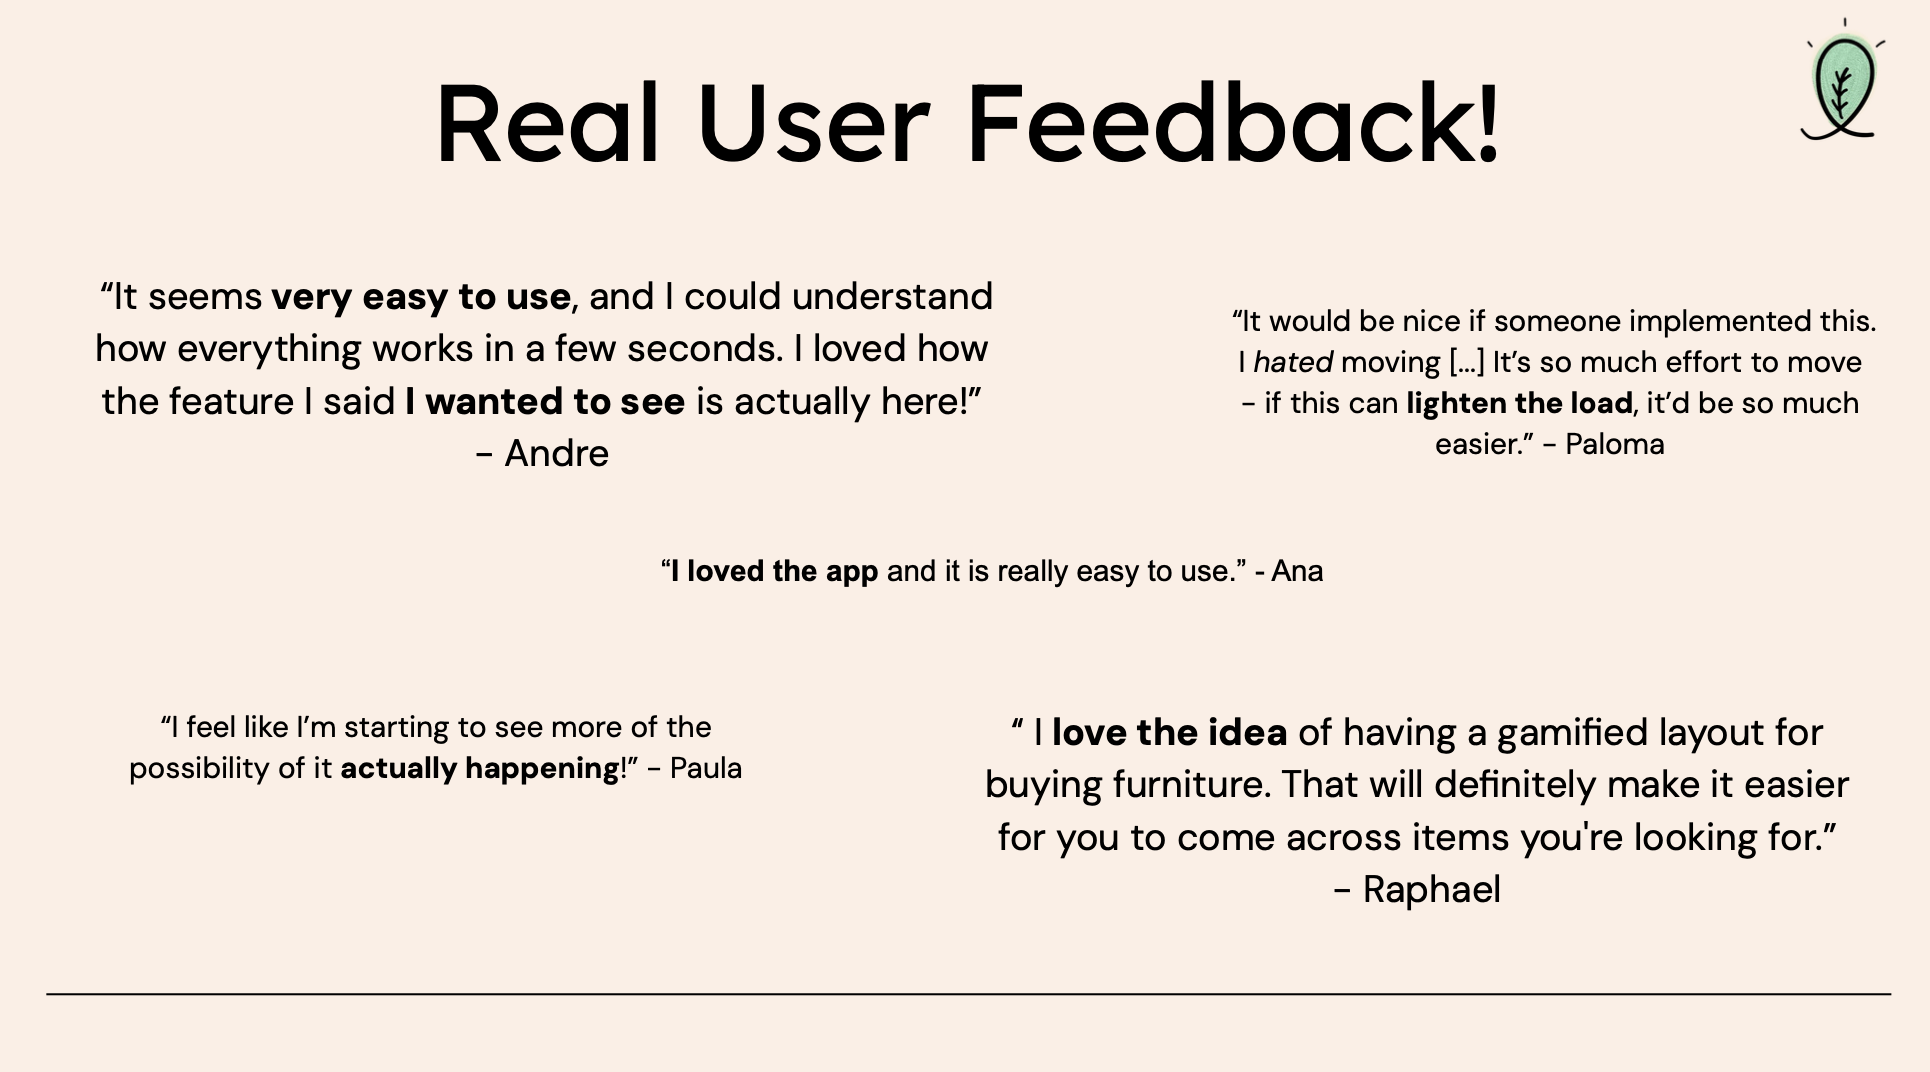 Real User Feedback!
“It seems very easy to use, and I could understand
how everything works in a few seconds. I loved how
the feature I said I wanted to see is actually here!”
– Andre
“It would be nice if someone implemented this.
I hated moving [...] It’s so much effort to move
– if this can lighten the load, it’d be so much
easier.” – Paloma
“I loved the app and it is really easy to use.” - Ana
“I feel like I’m starting to see more of the
possibility of it actually happening!” – Paula
“ I love the idea of having a gamified layout for
buying furniture. That will definitely make it easier
for you to come across items you're looking for.”
– Raphael